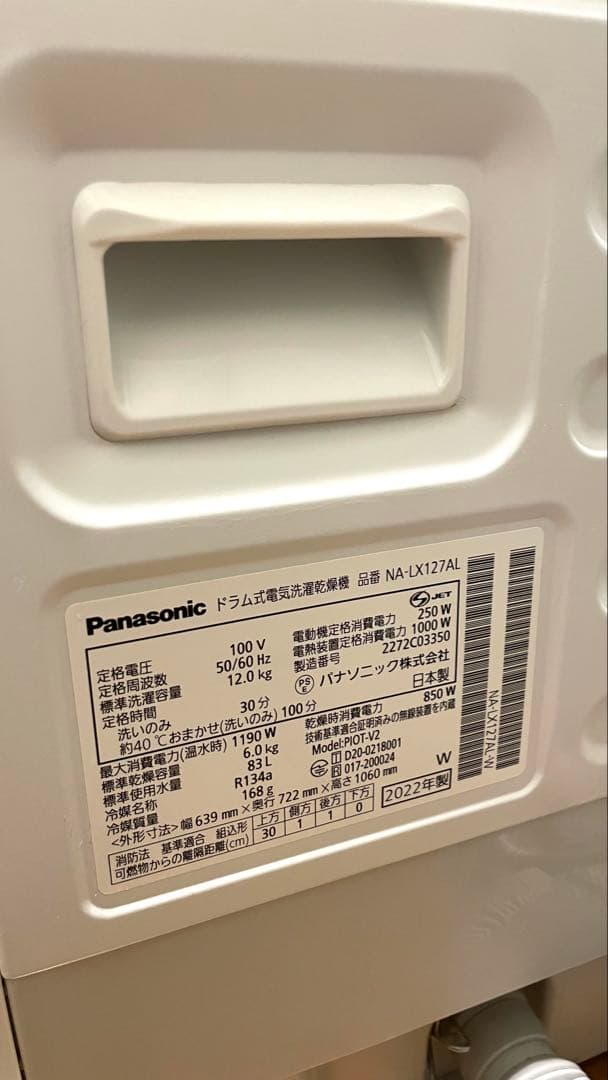 Panasonic ドラム式電気洗濯乾燥機 品番 NA-LX127AL
定格電圧 100 V
定格周波数 50/60 Hz
標準洗濯容量 12.0 kg
定格時間
洗いのみ 30分
約40℃おまかせ(洗いのみ) 100分
最大消費電力(温水時) 1190 W
標準乾燥容量 6.0 kg
標準使用水量 83 L
冷媒名称 R134a
冷媒質量 168 g
<外形寸法>幅 639 mm×奥行 722 mm×高さ 1060 mm
JET
電動機定格消費電力 250 W
電熱装置定格消費電力 1000 W
製造番号 2272C03350
PSE パナソニック株式会社
日本製
乾燥時消費電力 850 W
技術基準適合証明済みの無線装置を内蔵
Model:PIOT-V2
T D20-0218001
R 017-200024
W
2022年製
消防法 基準適合 組込形
可燃物からの離隔距離(cm)
上方 側方 後方 下方
30 1 1 0
NA-LX127AL-W